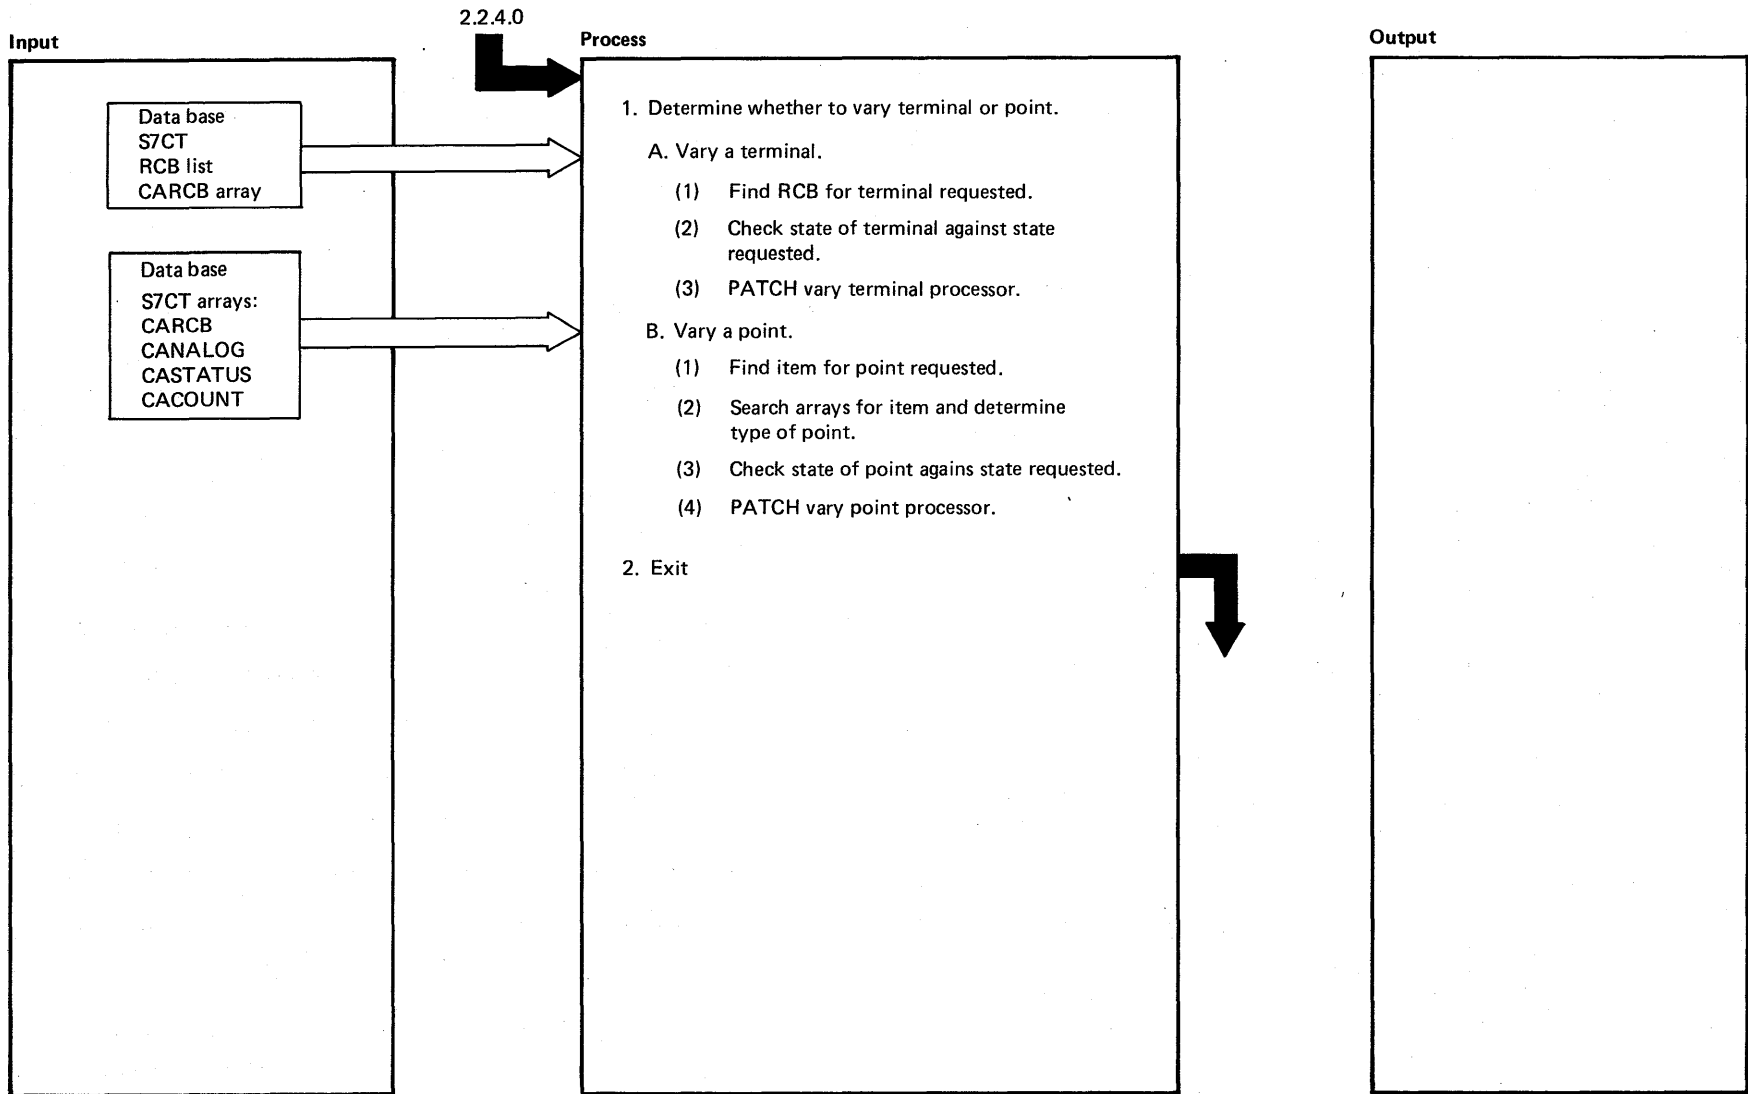 2.2.4.0
Input
Process
Output
Data base
S7CT
RCB list
CARCB array
Data base
S7CT arrays:
CARCB
CANALOG
CASTATUS
CACOUNT
1. Determine whether to vary terminal or point.
A. Vary a terminal.
(1) Find RCB for terminal requested.
(2) Check state of terminal against state
requested.
(3) PATCH vary terminal processor.
B. Vary a point.
(1) Find item for point requested.
(2) Search arrays for item and determine
type of point.
(3) Check state of point agains state requested.
(4) PATCH vary point processor.
2. Exit